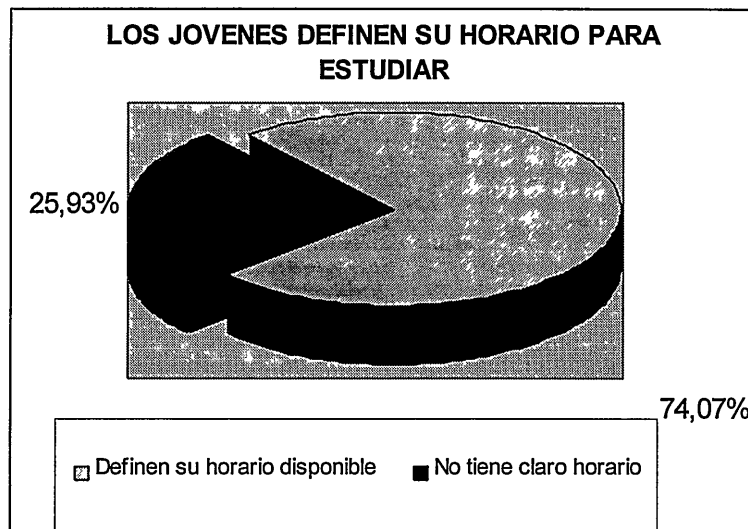 LOS JOVENES DEFINEN SU HORARIO PARA
ESTUDIAR
25,93%
74,07%
Definen su horario disponible
No tiene claro horario